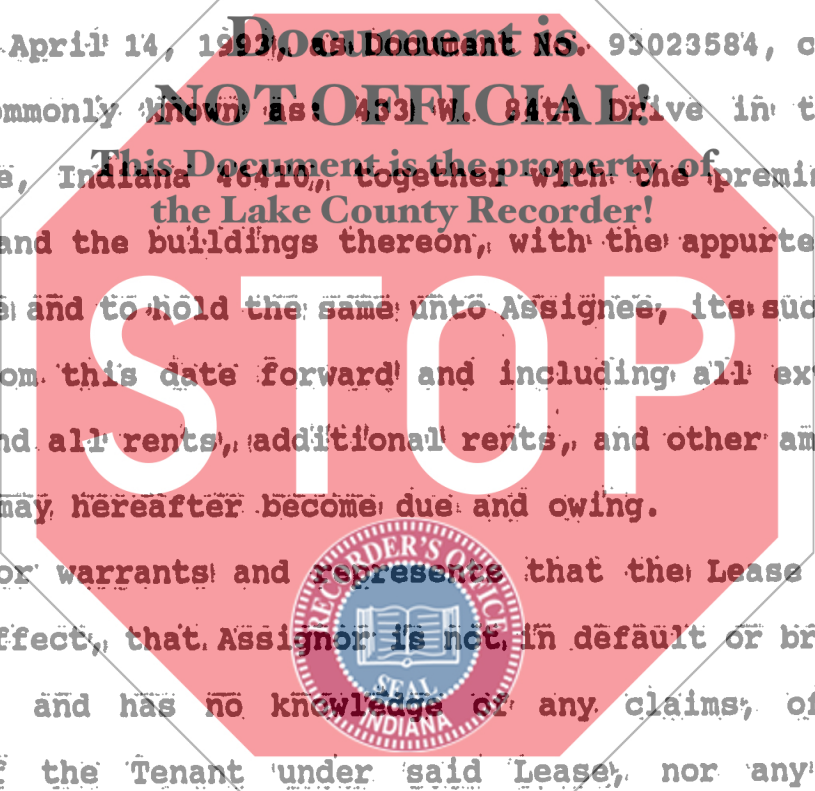 Document is
April 14, 1993, as Document No. 93023584, c
NOT OFFICIAL!
ommonly known as: 433 W. 84th Drive in t
This Document is the property of
e, Indiana 46410, together with the premi
the Lake County Recorder!
and the buildings thereon, with the appurte
e and to hold the same unto Assignee, its suc
STOP
om this date forward and including all ex
nd all rents, additional rents, and other am
may hereafter become due and owing.
RECORDER'S OFFICE
or warrants and represents that the Lease
ffect, that Assignor is not in default or br
SEAL
and has no knowledge of any claims, of
INDIANA
f the Tenant under said Lease, nor any